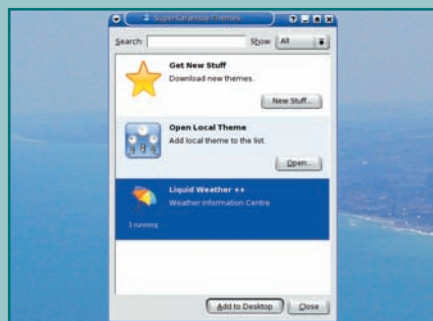 SuperKaramba Themes
Search: Show: All
Get New Stuff
Download new themes.
New Stuff...
Open Local Theme
Add local theme to the list.
Open...
Liquid Weather ++
Weather Information Centre
1 running
Add to Desktop Close